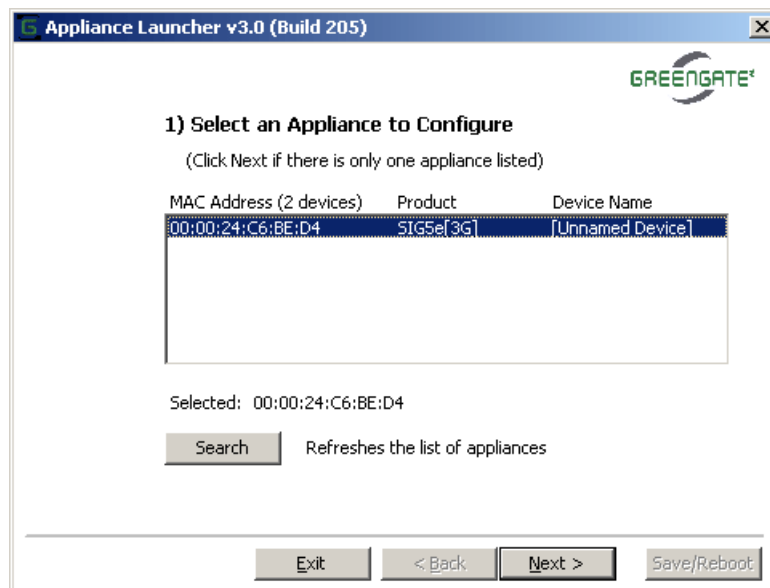 Appliance Launcher v3.0 (Build 205)
GREENGATE
1) Select an Appliance to Configure
(Click Next if there is only one appliance listed)
MAC Address (2 devices) Product Device Name
00:00:24:C6:BE:D4 SIG5e[3G] [Unnamed Device]
Selected: 00:00:24:C6:BE:D4
Search Refreshes the list of appliances
Exit < Back Next > Save/Reboot